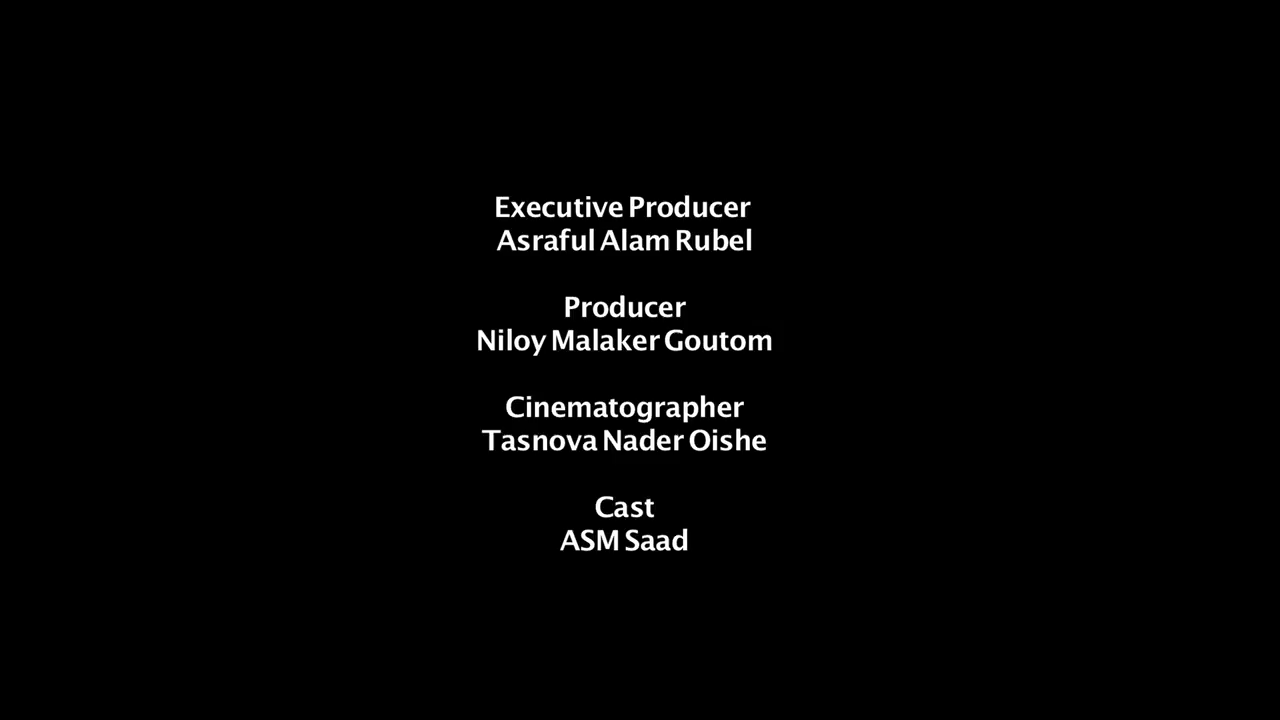 Executive Producer
Asraful Alam Rubel
Producer
Niloy Malaker Goutom
Cinematographer
Tasnova Nader Oishe
Cast
ASM Saad